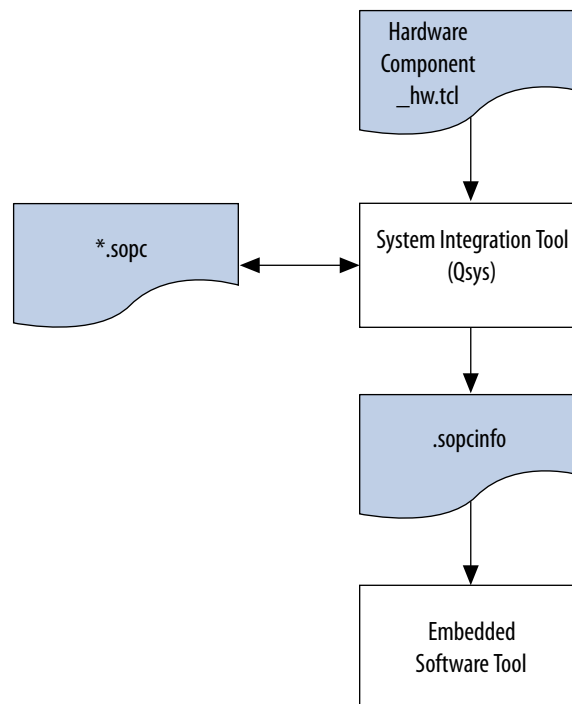 Hardware
Component
_hw.tcl
*.sopc
System Integration Tool
(Qsys)
.sopcinfo
Embedded
Software Tool